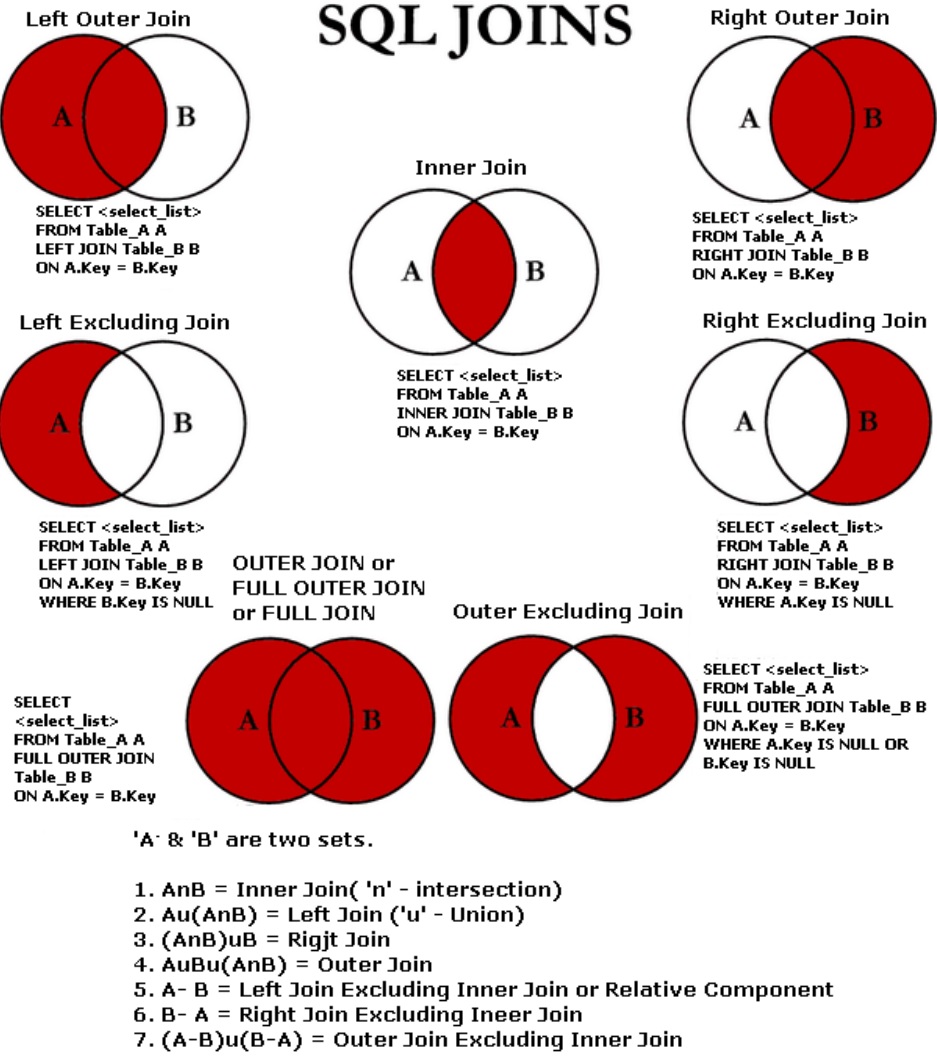 SQL JOINS
Left Outer Join
A B
SELECT <select_list>
FROM Table_A A
LEFT JOIN Table_B B
ON A.Key = B.Key
Right Outer Join
A B
SELECT <select_list>
FROM Table_A A
RIGHT JOIN Table_B B
ON A.Key = B.Key
Inner Join
A B
SELECT <select_list>
FROM Table_A A
INNER JOIN Table_B B
ON A.Key = B.Key
Left Excluding Join
A B
SELECT <select_list>
FROM Table_A A
LEFT JOIN Table_B B
ON A.Key = B.Key
WHERE B.Key IS NULL
Right Excluding Join
A B
SELECT <select_list>
FROM Table_A A
RIGHT JOIN Table_B B
ON A.Key = B.Key
WHERE A.Key IS NULL
OUTER JOIN or
FULL OUTER JOIN
or FULL JOIN
A B
SELECT
<select_list>
FROM Table_A A
FULL OUTER JOIN
Table_B B
ON A.Key = B.Key
Outer Excluding Join
A B
SELECT <select_list>
FROM Table_A A
FULL OUTER JOIN Table_B B
ON A.Key = B.Key
WHERE A.Key IS NULL OR
B.Key IS NULL
'A' & 'B' are two sets.
1. AnB = Inner Join( 'n' - intersection)
2. Au(AnB) = Left Join ('u' - Union)
3. (AnB)uB = Rigjt Join
4. AuBu(AnB) = Outer Join
5. A- B = Left Join Excluding Inner Join or Relative Component
6. B- A = Right Join Excluding Ineer Join
7. (A-B)u(B-A) = Outer Join Excluding Inner Join